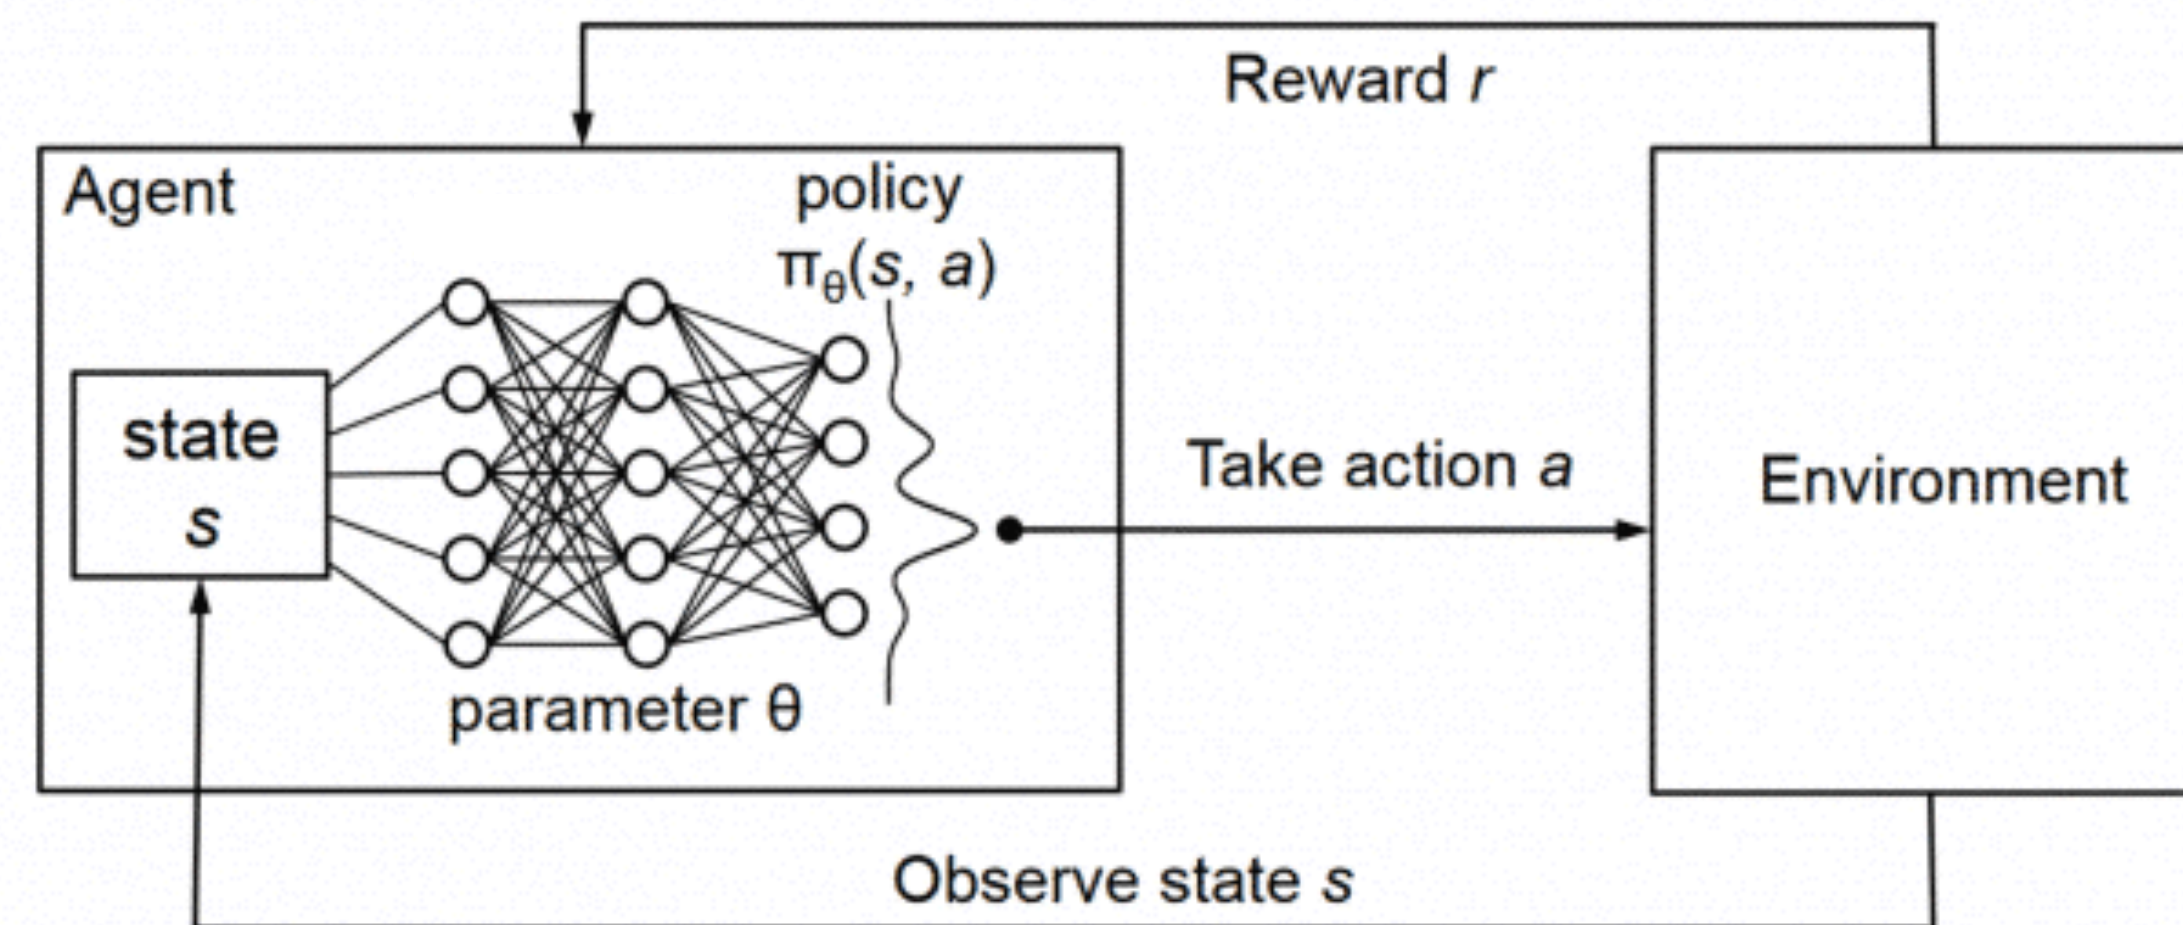 Reward r
Agent
policy
πθ(s, a)
state
s
Take action a
Environment
parameter θ
Observe state s